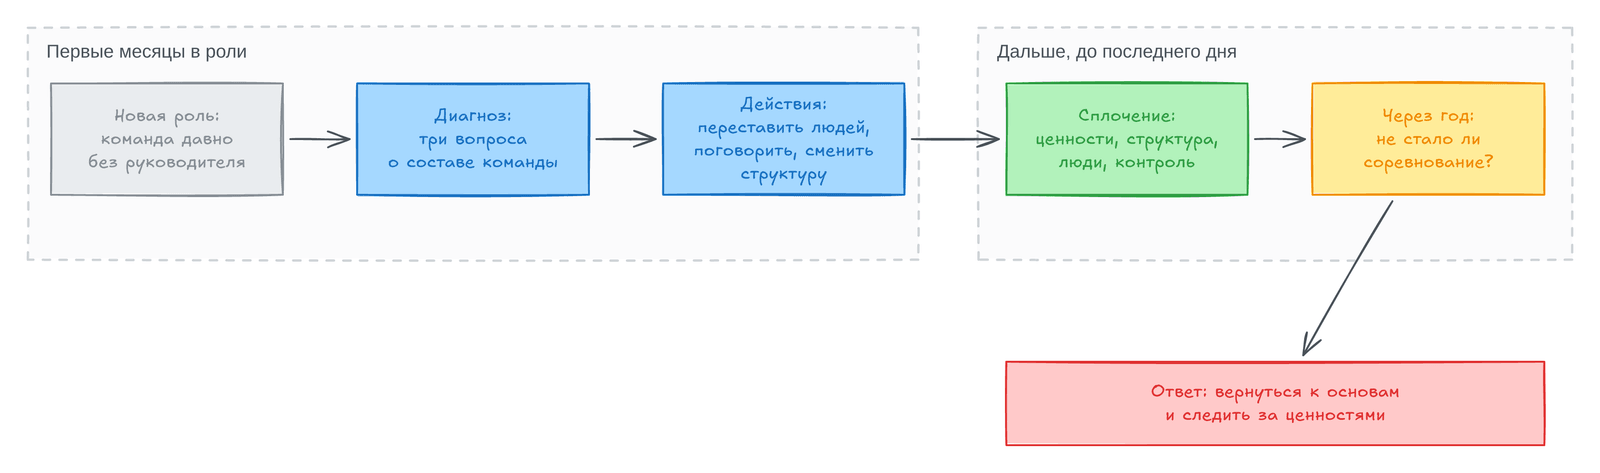 Первые месяцы в роли
Новая роль:
команда давно
без руководителя
Диагноз:
три вопроса
о составе команды
Действия:
переставить людей,
поговорить, сменить
структуру
Дальше, до последнего дня
Сплочение:
ценности, структура,
люди, контроль
Через год:
не стало ли
соревнование?
Ответ: вернуться к основам
и следить за ценностями